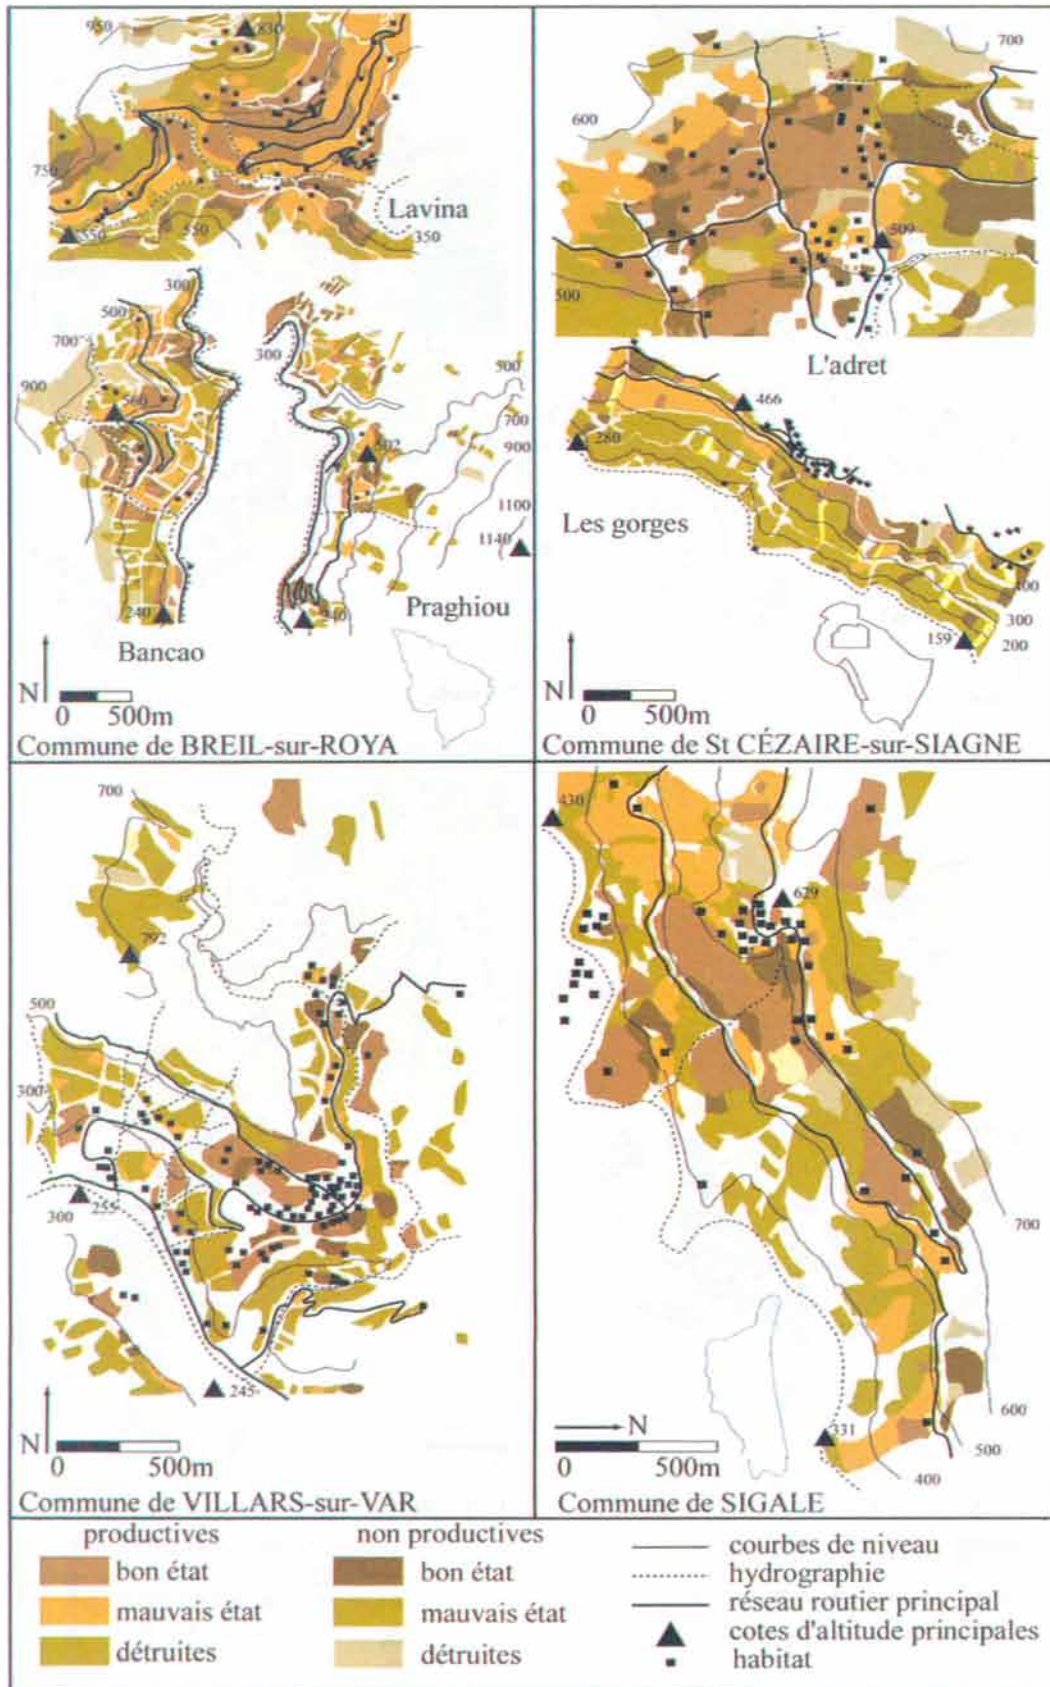 950
830
750
550
550
350
Lavina
300
500
700
900
560
240
Bancao
300
500
700
900
502
1100
1140
240
Praghiou
N
0 500m
Commune de BREIL-sur-ROYA
700
600
509
500
L'adret
466
280
Les gorges
400
300
200
159
N
0 500m
Commune de St CÉZAIRE-sur-SIAGNE
700
792
500
300
255
300
245
N
0 500m
Commune de VILLARS-sur-VAR
430
629
700
600
500
400
331
N
0 500m
Commune de SIGALE
productives
bon état
mauvais état
détruites
non productives
bon état
mauvais état
détruites
courbes de niveau
hydrographie
réseau routier principal
cotes d'altitude principales
habitat